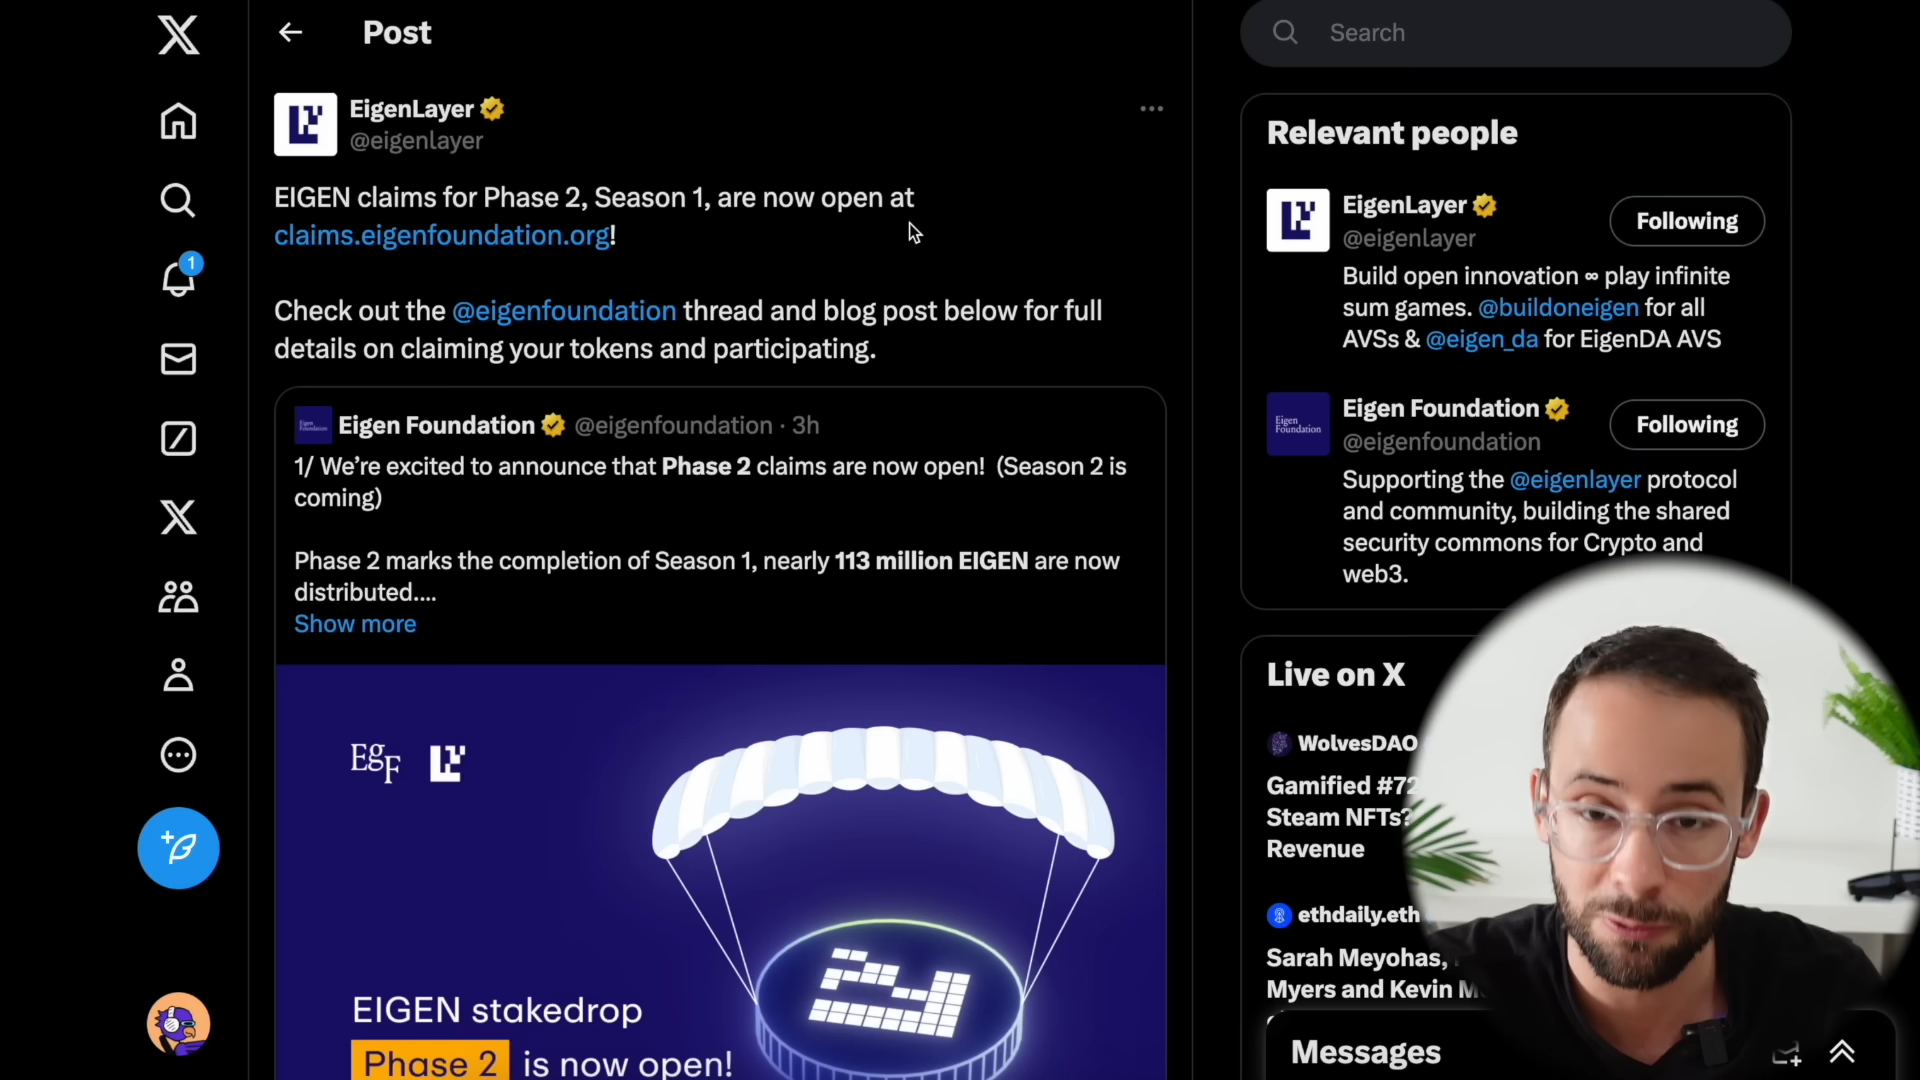 Post
EigenLayer
@eigenlayer
EIGEN claims for Phase 2, Season 1, are now open at
claims.eigenfoundation.org!
Check out the @eigenfoundation thread and blog post below for full
details on claiming your tokens and participating.
Eigen Foundation @eigenfoundation · 3h
1/ We're excited to announce that Phase 2 claims are now open! (Season 2 is
coming)
Phase 2 marks the completion of Season 1, nearly 113 million EIGEN are now
distributed....
Show more
EgF
EIGEN stakedrop
Phase 2 is now open!
1
Search
Relevant people
EigenLayer
Following
@eigenlayer
Build open innovation ∞ play infinite
sum games. @buildoneigen for all
AVSs & @eigen_da for EigenDA AVS
Eigen
Foundation
Eigen Foundation
Following
@eigenfoundation
Supporting the @eigenlayer protocol
and community, building the shared
security commons for Crypto and
web3.
Live on X
WolvesDAO
Gamified #72
Steam NFTs?
Revenue
ethdaily.eth
Sarah Meyohas,
Myers and Kevin
Messages